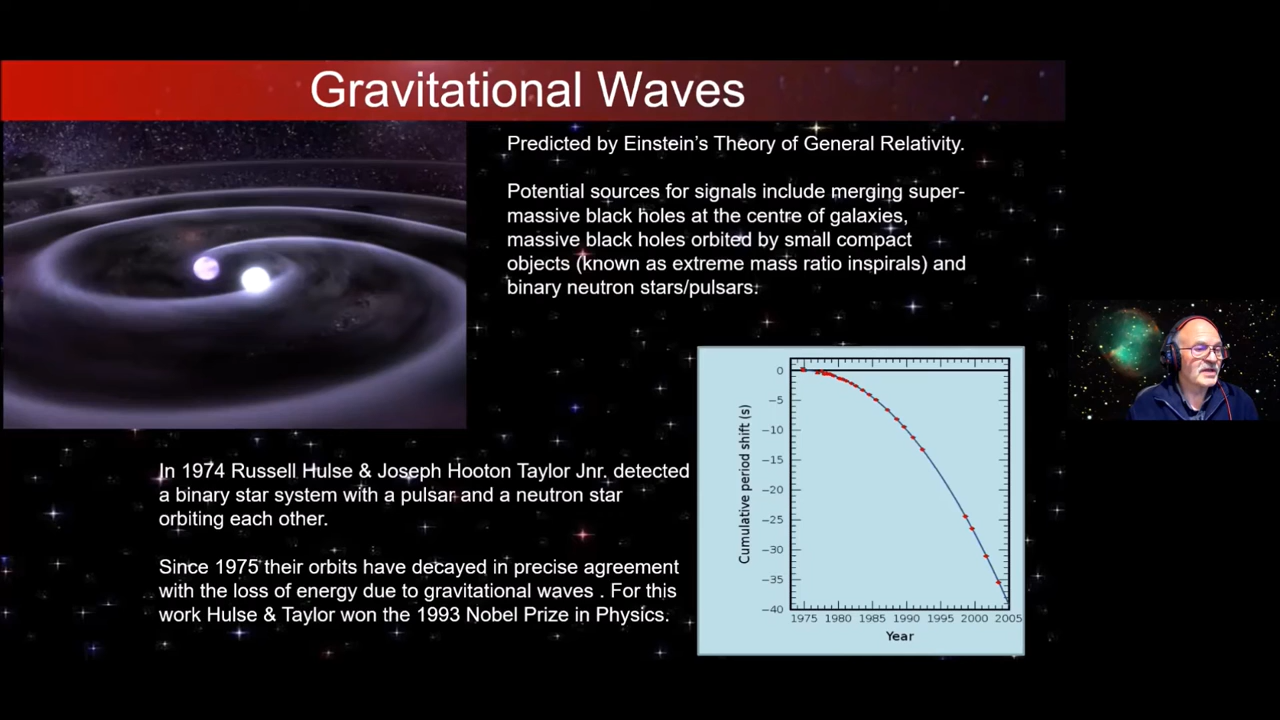 Gravitational Waves
Predicted by Einstein's Theory of General Relativity.
Potential sources for signals include merging super-
massive black holes at the centre of galaxies,
massive black holes orbited by small compact
objects (known as extreme mass ratio inspirals) and
binary neutron stars/pulsars.
In 1974 Russell Hulse & Joseph Hooton Taylor Jnr. detected
a binary star system with a pulsar and a neutron star
orbiting each other.
Since 1975 their orbits have decayed in precise agreement
with the loss of energy due to gravitational waves . For this
work Hulse & Taylor won the 1993 Nobel Prize in Physics.
Cumulative period shift (s)
0
−5
−10
−15
−20
−25
−30
−35
−40
1975 1980 1985 1990 1995 2000 2005
Year